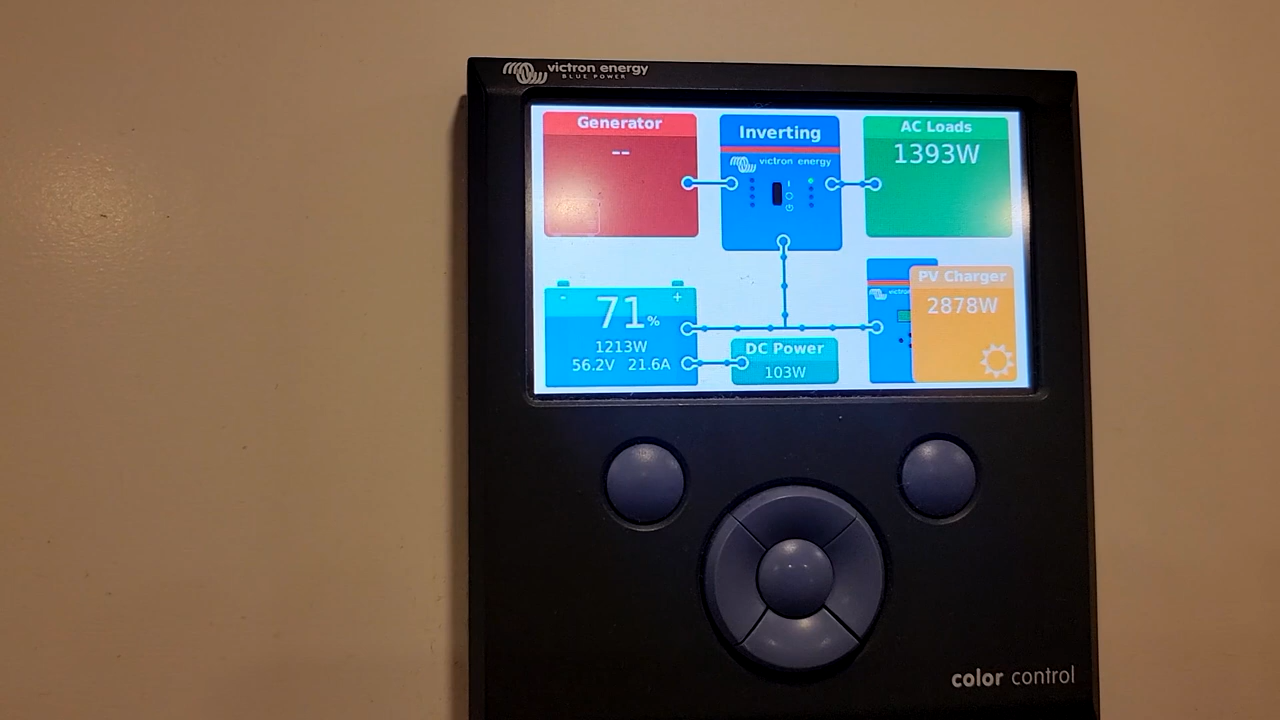 victron energy
BLUE POWER
Generator
--
Inverting
victron energy
AC Loads
1393W
71%
- +
1213W
56.2V 21.6A
DC Power
103W
victron
PV Charger
2878W
color control